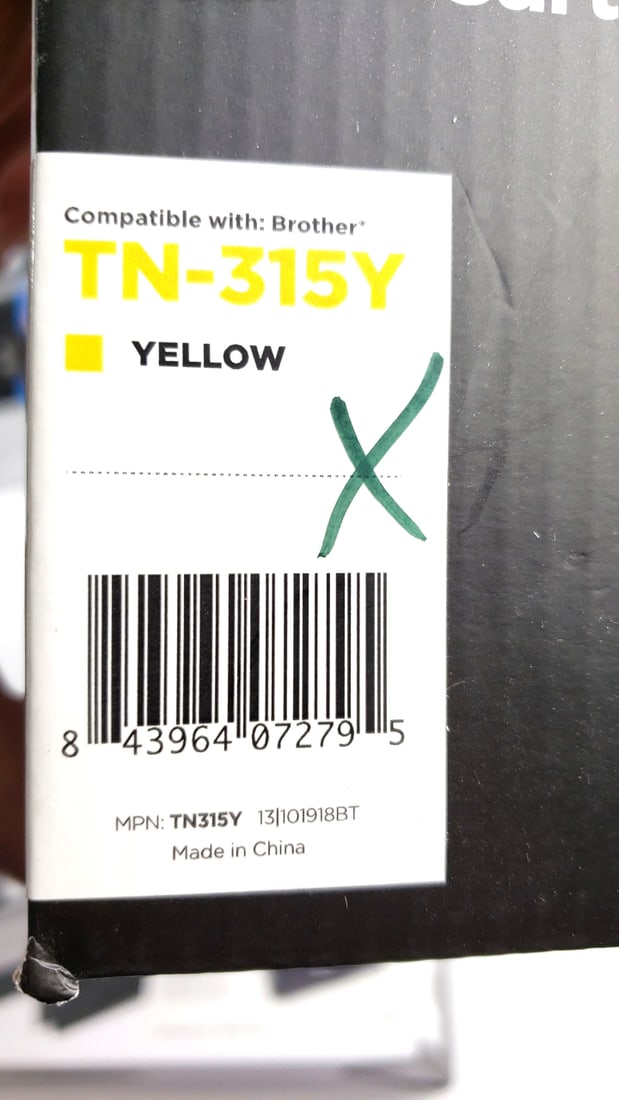 Compatible with: Brother*
TN-315Y
YELLOW
X
8 43964 07279 5
MPN: TN315Y 13|101918BT
Made in China